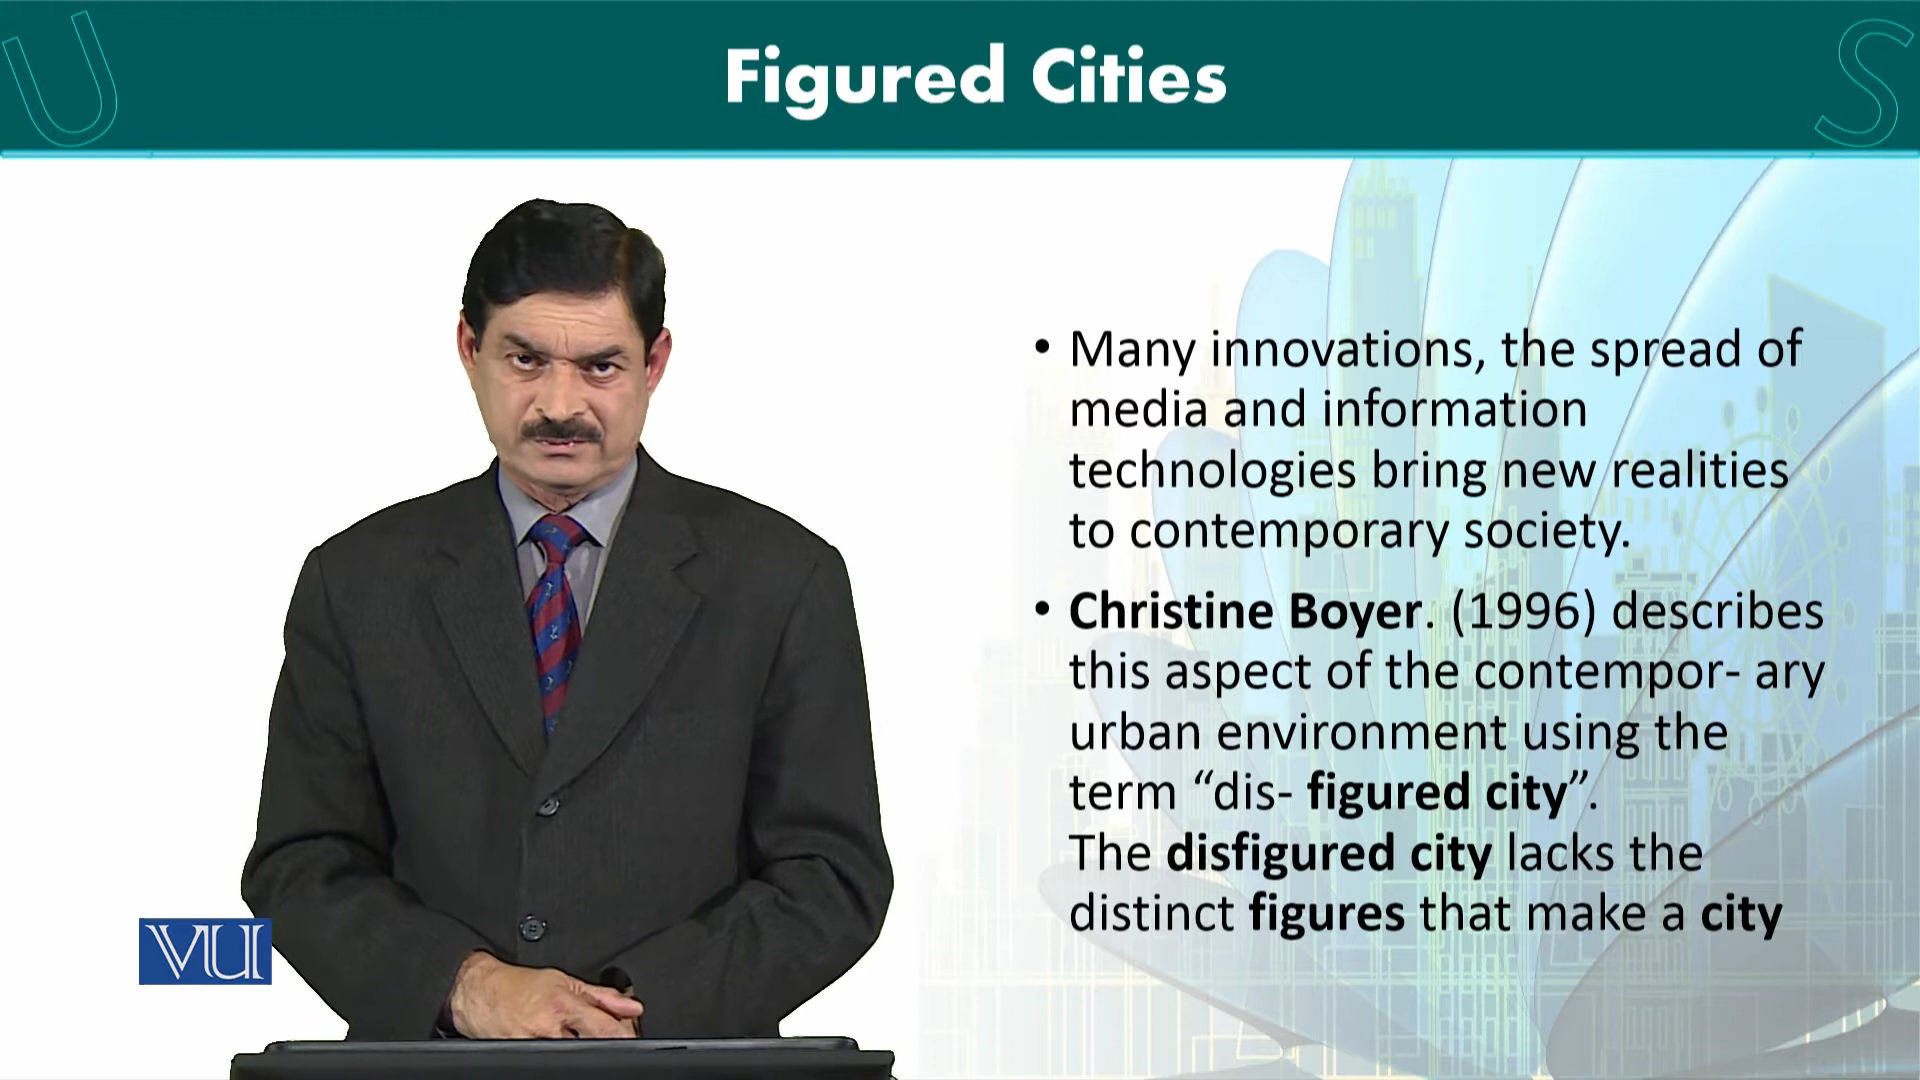 U
S
Figured Cities
• Many innovations, the spread of
media and information
technologies bring new realities
to contemporary society.
• Christine Boyer. (1996) describes
this aspect of the contempor- ary
urban environment using the
term “dis- figured city”.
The disfigured city lacks the
distinct figures that make a city
VU